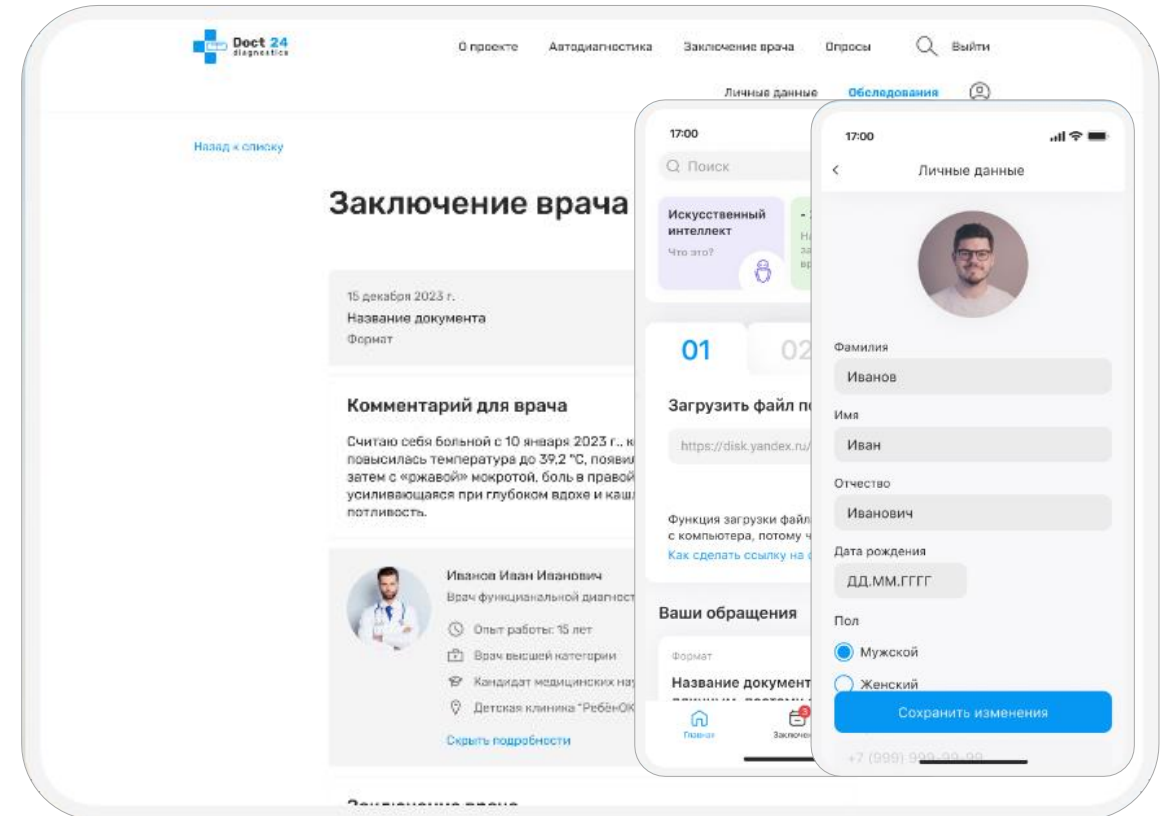 Doct 24
diagnostics
О проекте Автодиагностика Заключение врача Опросы Выйти
Личные данные Обследования
Назад к списку
Заключение врача
15 декабря 2023 г.
Название документа
Формат
Комментарий для врача
Считаю себя больной с 10 января 2023 г.,
повысилась температура до 39,2 °C,
затем с «ржавой» мокротой, боль в правой
усиливающаяся при глубоком вдохе и
потливость.
Иванов Иван Иванович
Врач функциональной
Опыт работы: 15 лет
Врач высшей категории
Кандидат медицинских
Детская клиника "РебёнОК
Скрыть подробности
Заключение врача
17:00
Поиск
Искусственный
интеллект
Что это?
01 02
Загрузить файл
https://disk.yandex.ru/
Функция загрузки
с компьютера, потому
Как сделать ссылку на
Ваши обращения
Формат
Название документ
Главная
3
17:00
Личные данные
Фамилия
Иванов
Имя
Иван
Отчество
Иванович
Дата рождения
ДД.ММ.ГГГГ
Пол
Мужской
Женский
Сохранить изменения
+7 (999) 999-99-99